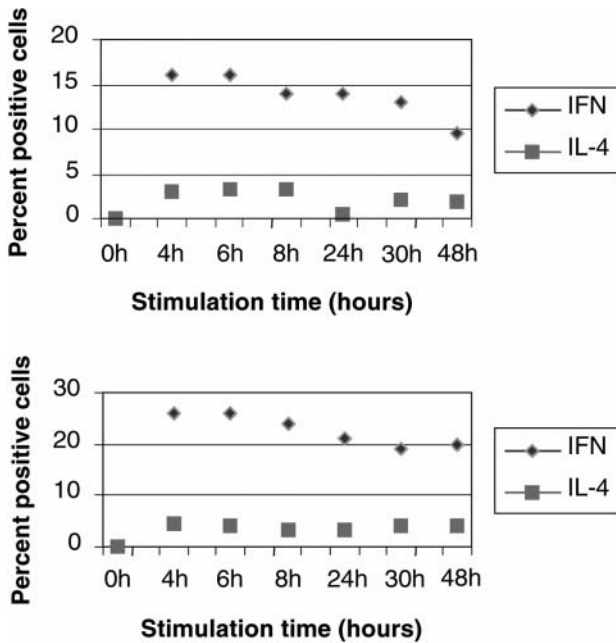 Percent positive cells
20
15
10
5
0
0h 4h 6h 8h 24h 30h 48h
Stimulation time (hours)
IFN
IL-4
Percent positive cells
30
20
10
0
0h 4h 6h 8h 24h 30h 48h
Stimulation time (hours)
IFN
IL-4